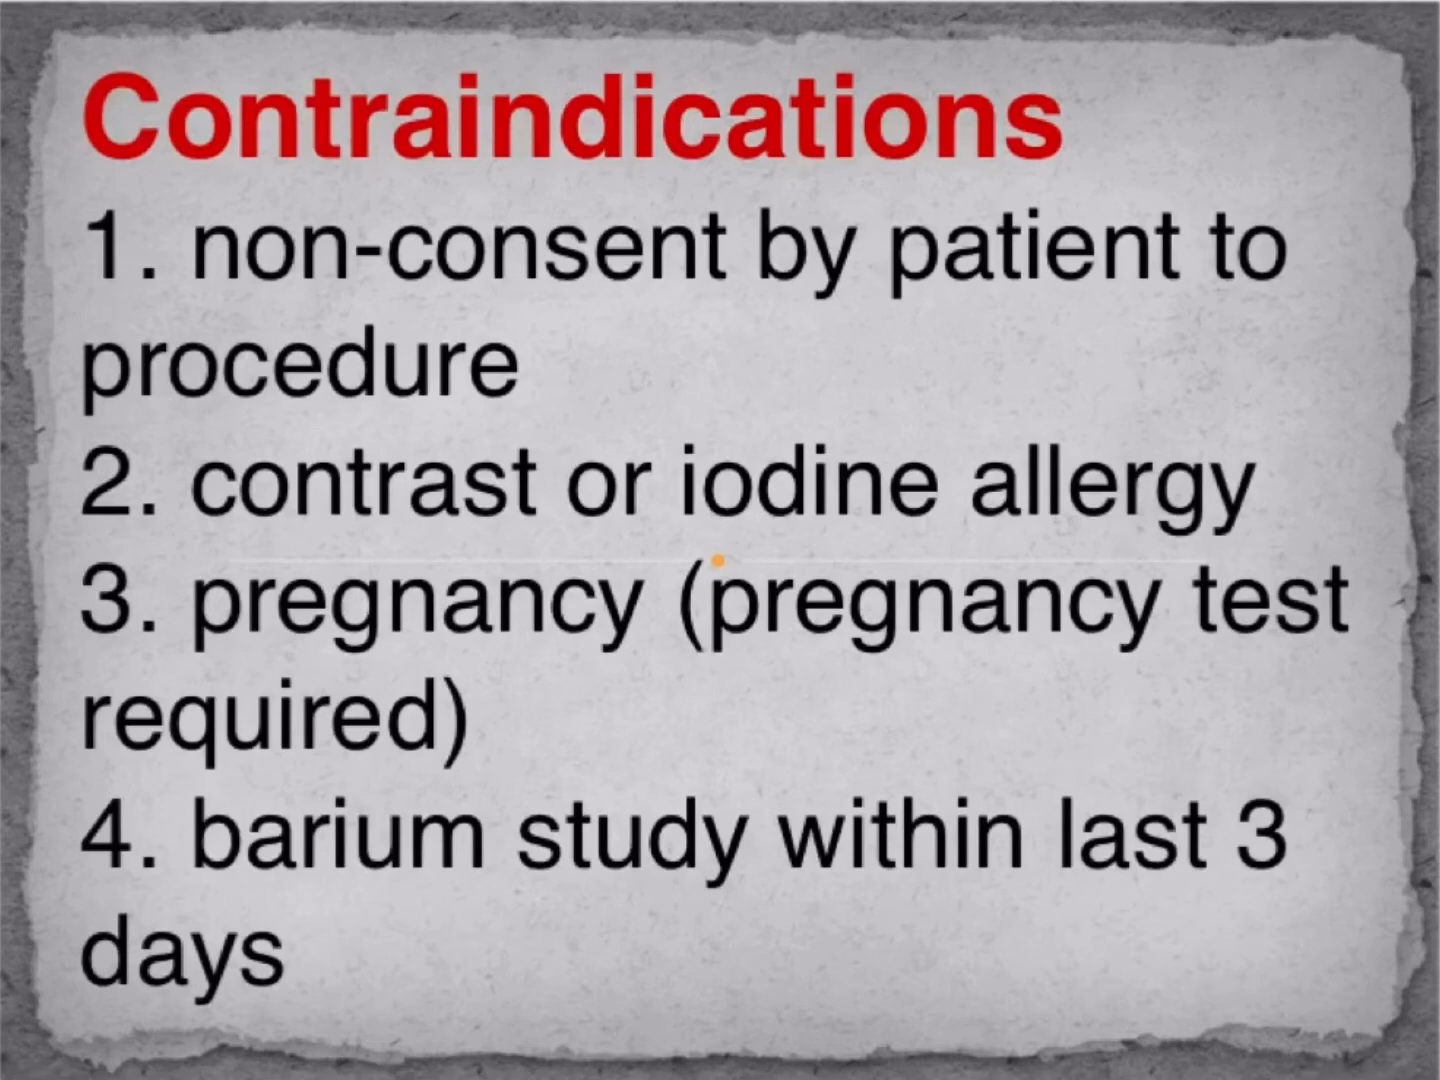 Contraindications
1. non-consent by patient to
procedure
2. contrast or iodine allergy
3. pregnancy (pregnancy test
required)
4. barium study within last 3
days